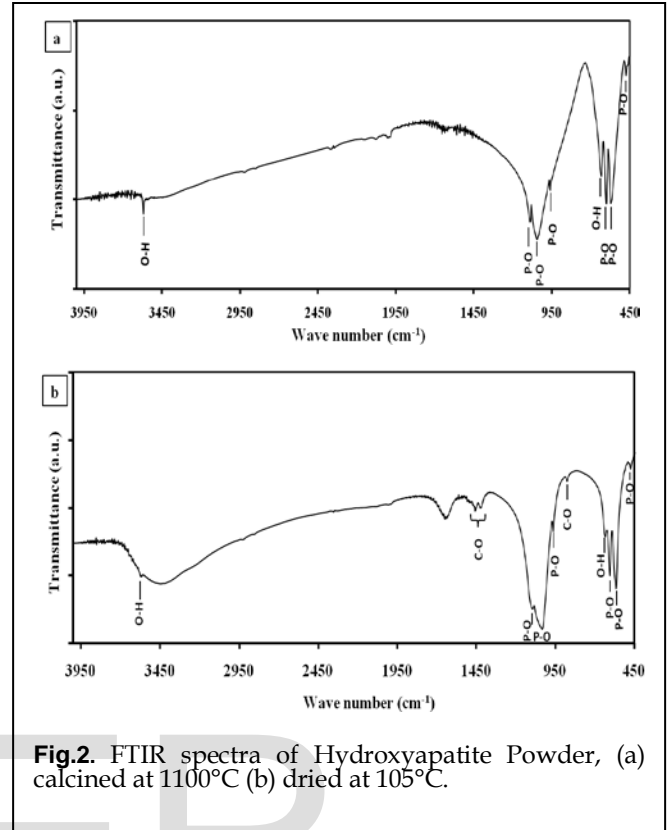 a
Transmittance (a.u.)
O-H
P-O
P-O
P-O
O-H
P-O
P-O
P-O
3950 3450 2950 2450 1950 1450 950 450
Wave number (cm⁻¹)
b
Transmittance (a.u.)
O-H
C-O
P-O
P-O
P-O
C-O
O-H
P-O
P-O
P-O
3950 3450 2950 2450 1950 1450 950 450
Wave number (cm⁻¹)
Fig.2. FTIR spectra of Hydroxyapatite Powder, (a)
calcined at 1100°C (b) dried at 105°C.